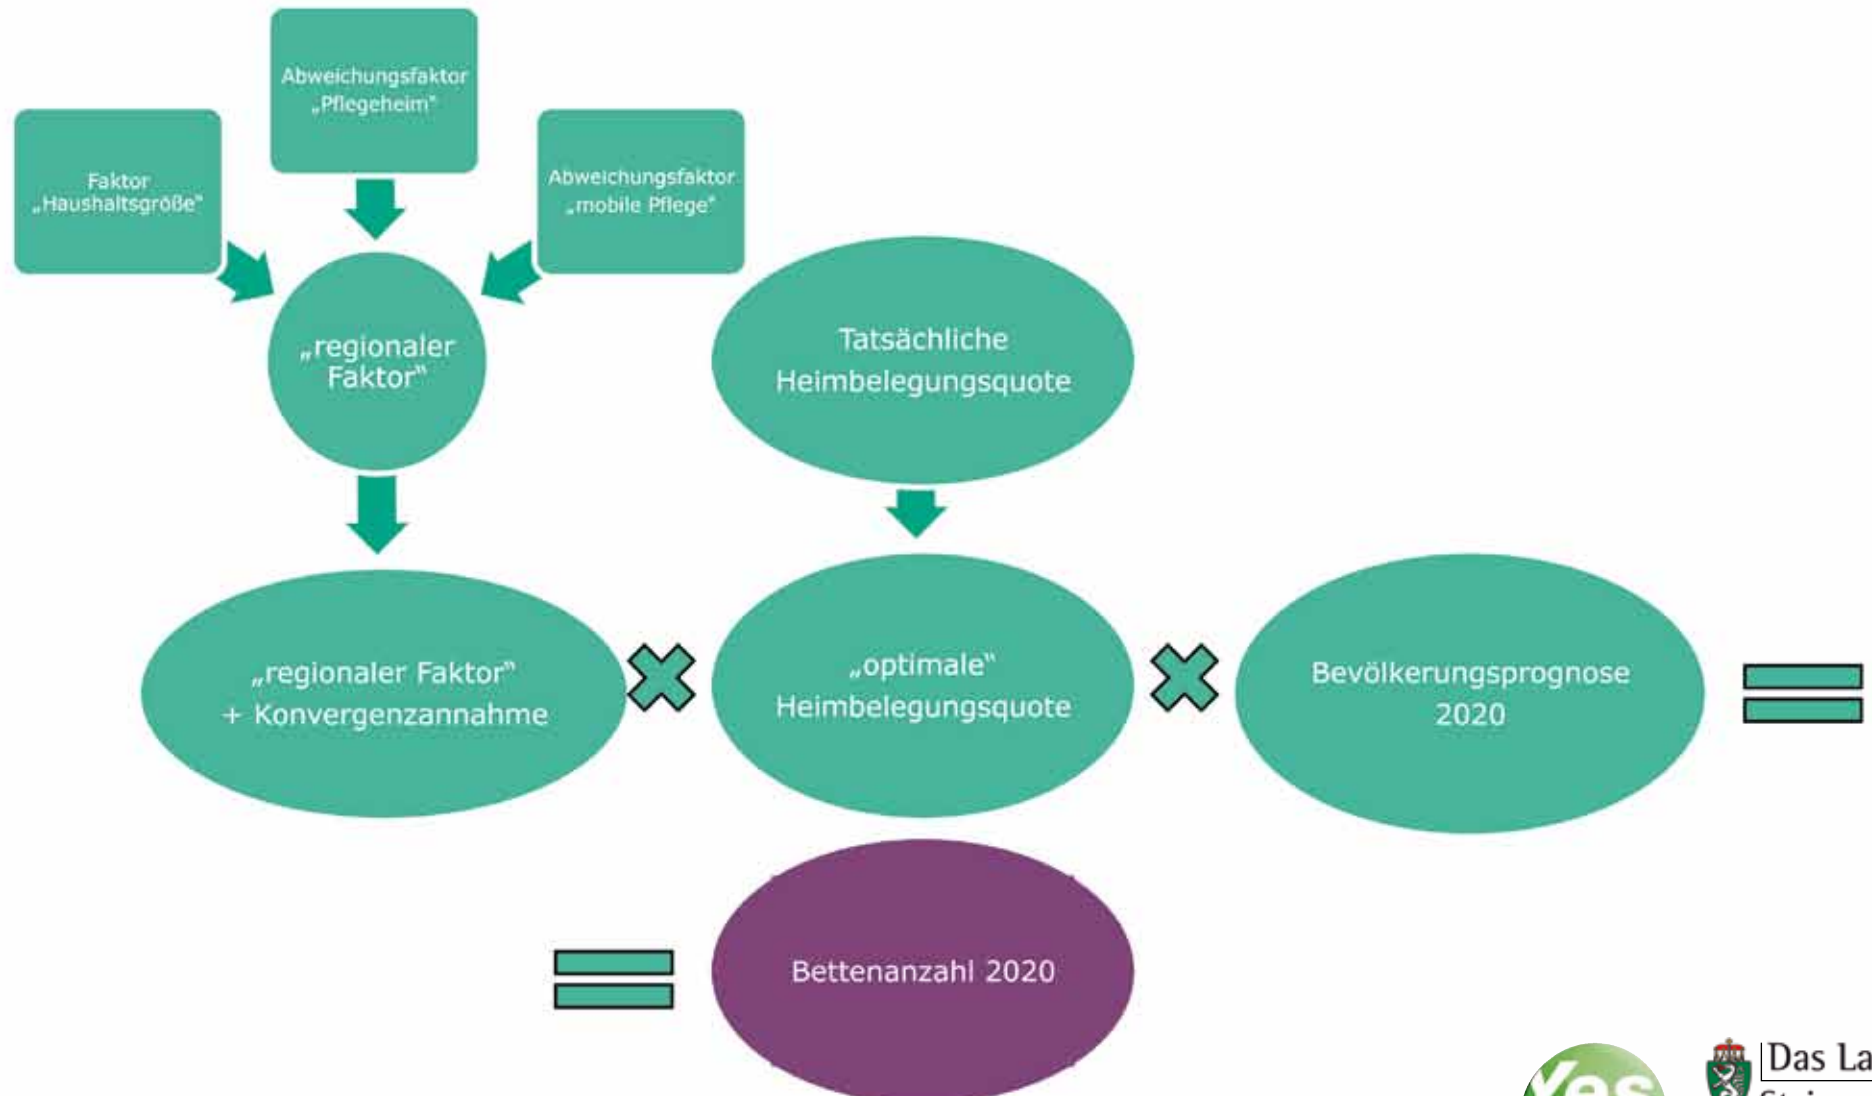 Abweichungsfaktor
„Pflegeheim"
Faktor
„Haushaltsgröße"
Abweichungsfaktor
„mobile Pflege"
„regionaler
Faktor"
Tatsächliche
Heimbelegungsquote
„regionaler Faktor"
+ Konvergenzannahme
„optimale"
Heimbelegungsquote
Bevölkerungsprognose
2020
Bettenanzahl 2020
Yes
Das La